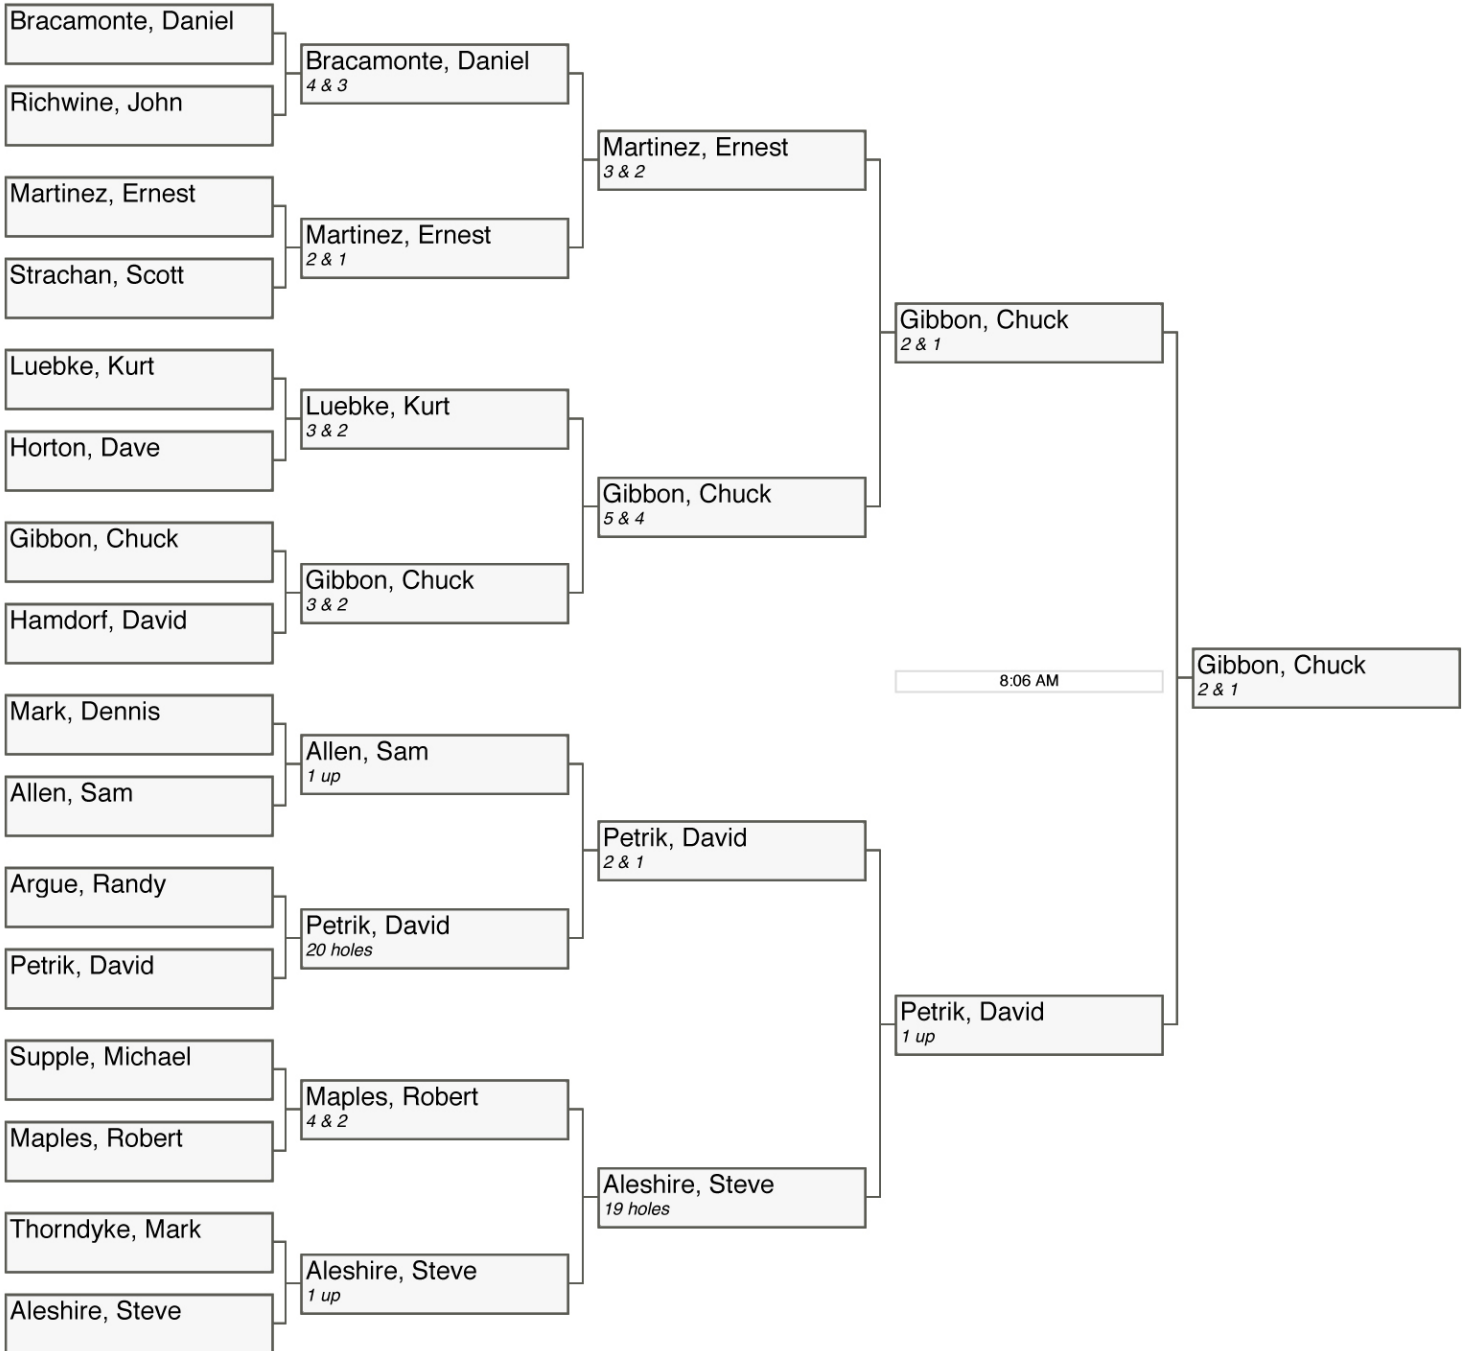 Bracamonte, Daniel
Richwine, John
Martinez, Ernest
Strachan, Scott
Luebke, Kurt
Horton, Dave
Gibbon, Chuck
Hamdorf, David
Mark, Dennis
Allen, Sam
Argue, Randy
Petrik, David
Supple, Michael
Maples, Robert
Thorndyke, Mark
Aleshire, Steve
Bracamonte, Daniel
4 & 3
Martinez, Ernest
2 & 1
Luebke, Kurt
3 & 2
Gibbon, Chuck
3 & 2
Allen, Sam
1 up
Petrik, David
20 holes
Maples, Robert
4 & 2
Aleshire, Steve
1 up
Martinez, Ernest
3 & 2
Gibbon, Chuck
5 & 4
Petrik, David
2 & 1
Aleshire, Steve
19 holes
Gibbon, Chuck
2 & 1
8:06 AM
Petrik, David
1 up
Gibbon, Chuck
2 & 1